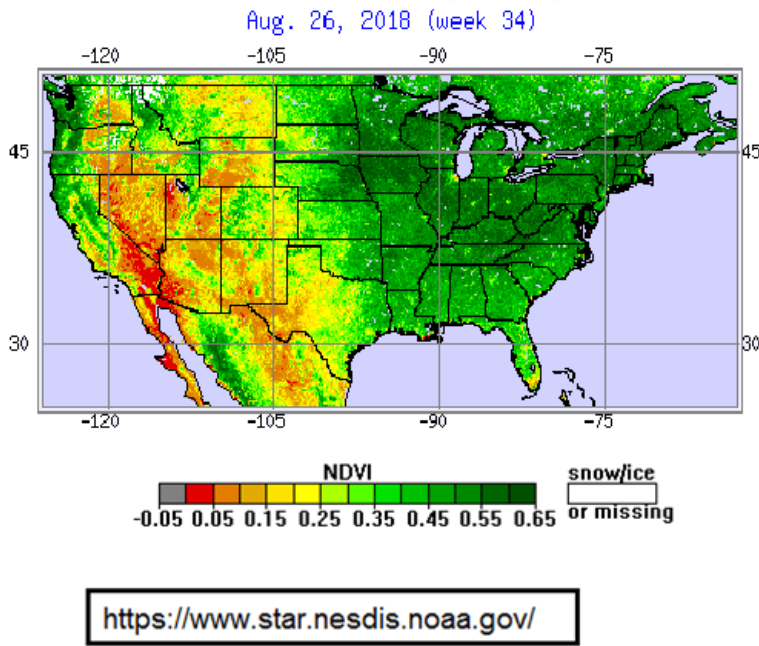 Aug. 26, 2018 (week 34)
-120 -105 -90 -75
45 45
30 30
-120 -105 -90 -75
NDVI
-0.05 0.05 0.15 0.25 0.35 0.45 0.55 0.65
snow/ice
or missing
https://www.star.nesdis.noaa.gov/